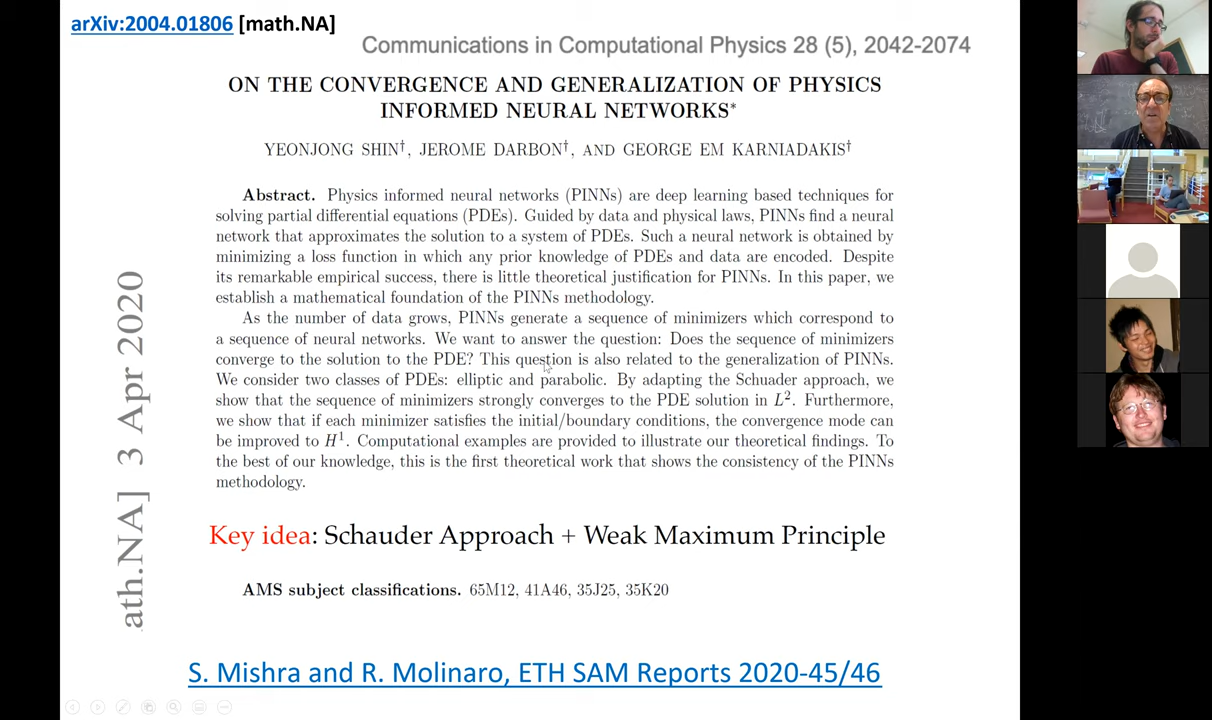 arXiv:2004.01806 [math.NA]
Communications in Computational Physics 28 (5), 2042-2074
ON THE CONVERGENCE AND GENERALIZATION OF PHYSICS
INFORMED NEURAL NETWORKS*
YEONJONG SHIN†, JEROME DARBON†, AND GEORGE EM KARNIADAKIS†
Abstract. Physics informed neural networks (PINNs) are deep learning based techniques for
solving partial differential equations (PDEs). Guided by data and physical laws, PINNs find a neural
network that approximates the solution to a system of PDEs. Such a neural network is obtained by
minimizing a loss function in which any prior knowledge of PDEs and data are encoded. Despite
its remarkable empirical success, there is little theoretical justification for PINNs. In this paper, we
establish a mathematical foundation of the PINNs methodology.
As the number of data grows, PINNs generate a sequence of minimizers which correspond to
a sequence of neural networks. We want to answer the question: Does the sequence of minimizers
converge to the solution to the PDE? This question is also related to the generalization of PINNs.
We consider two classes of PDEs: elliptic and parabolic. By adapting the Schuader approach, we
show that the sequence of minimizers strongly converges to the PDE solution in L². Furthermore,
we show that if each minimizer satisfies the initial/boundary conditions, the convergence mode can
be improved to H¹. Computational examples are provided to illustrate our theoretical findings. To
the best of our knowledge, this is the first theoretical work that shows the consistency of the PINNs
methodology.
ath.NA] 3 Apr 2020
Key idea: Schauder Approach + Weak Maximum Principle
AMS subject classifications. 65M12, 41A46, 35J25, 35K20
S. Mishra and R. Molinaro, ETH SAM Reports 2020-45/46